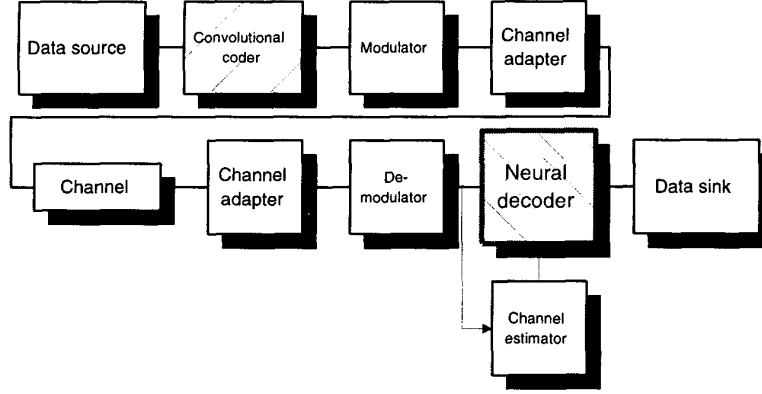 Data source
Convolutional
coder
Modulator
Channel
adapter
Channel
Channel
adapter
De-
modulator
Neural
decoder
Data sink
Channel
estimator